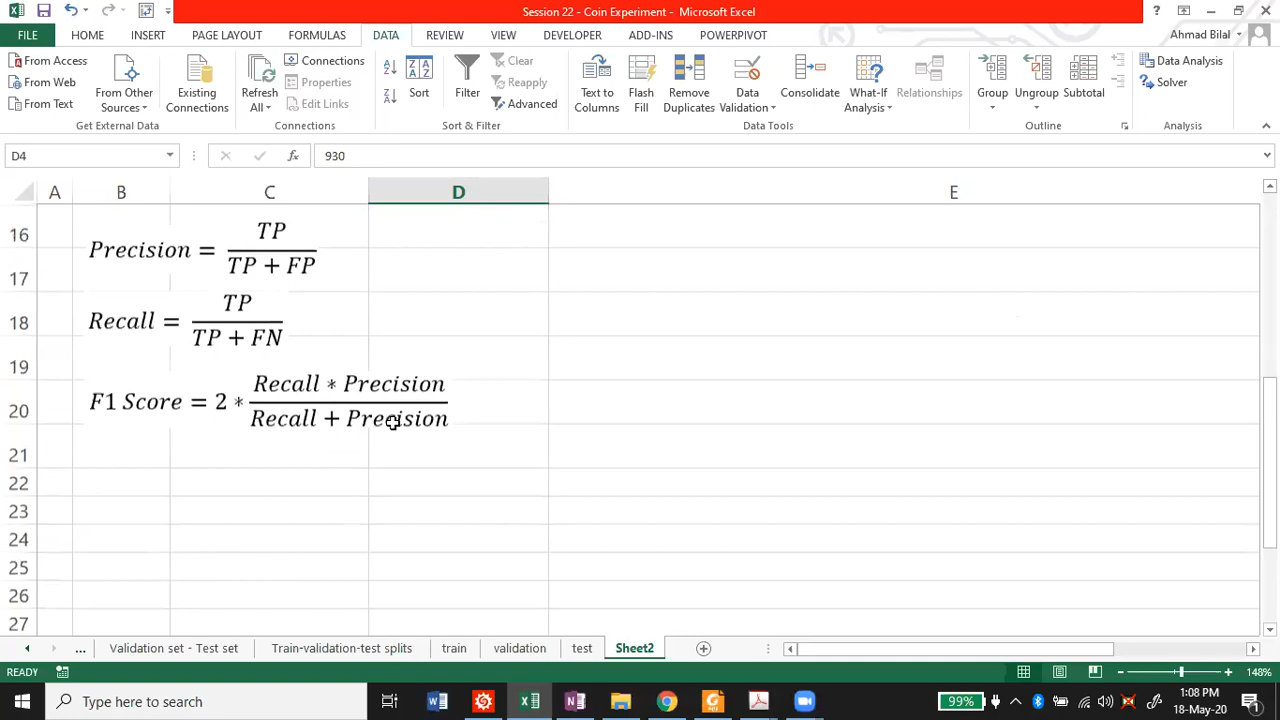 Session 22 - Coin Experiment - Microsoft Excel
FILE HOME INSERT PAGE LAYOUT FORMULAS DATA REVIEW VIEW DEVELOPER ADD-INS POWERPIVOT Ahmad Bilal
From Access
From Web
From Text
From Other Sources
Existing Connections
Get External Data
Refresh All
Connections
Properties
Edit Links
Connections
Sort
Filter
Clear
Reapply
Advanced
Sort & Filter
Text to Columns
Flash Fill
Remove Duplicates
Data Validation
Consolidate
What-If Analysis
Relationships
Data Tools
Group
Ungroup
Subtotal
Outline
Data Analysis
Solver
Analysis
D4 fx 930
A B C D E
16
17
18
19
20
21
22
23
24
25
26
27
Precision = TP / TP + FP
Recall = TP / TP + FN
F1 Score = 2 * Recall * Precision / Recall + Precision
... Validation set - Test set Train-validation-test splits train validation test Sheet2
READY 148%
Type here to search 99% 1:08 PM
18-May-20 1